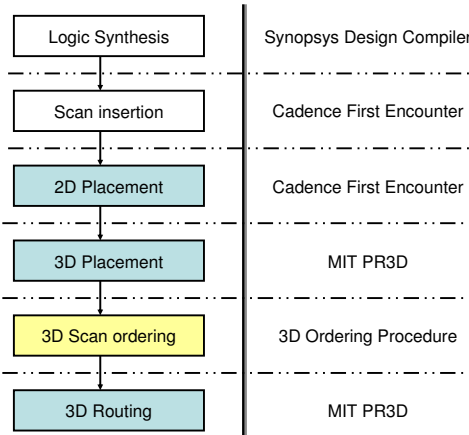 Logic Synthesis
Synopsys Design Compiler
Scan insertion
Cadence First Encounter
2D Placement
Cadence First Encounter
3D Placement
MIT PR3D
3D Scan ordering
3D Ordering Procedure
3D Routing
MIT PR3D